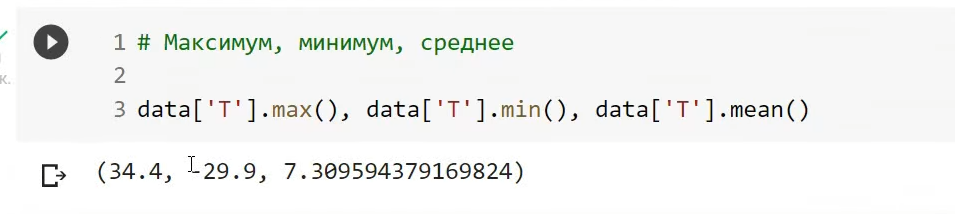 1 # Максимум, минимум, среднее
2
3 data['T'].max(), data['T'].min(), data['T'].mean()
к.
(34.4, -29.9, 7.309594379169824)